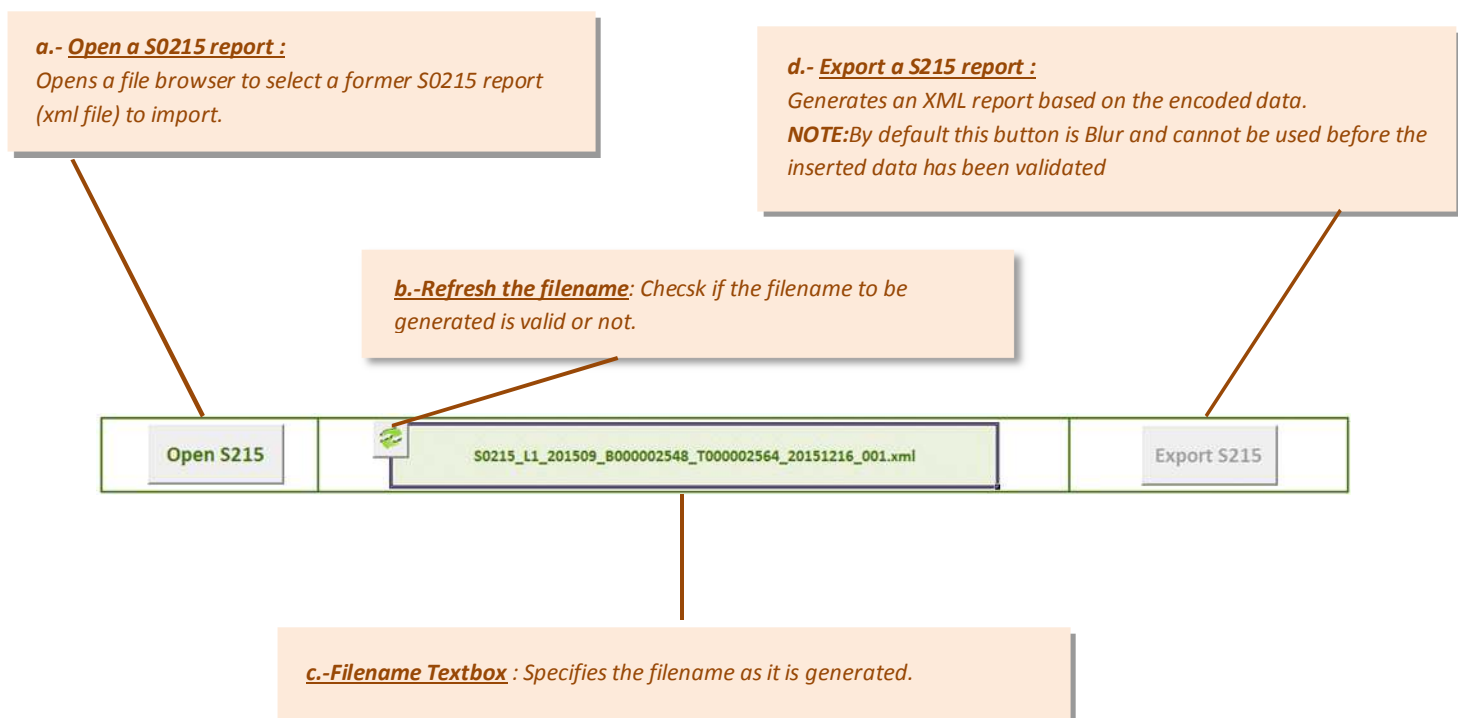 a.- Open a S0215 report :
Opens a file browser to select a former S0215 report
(xml file) to import.
d.- Export a S215 report :
Generates an XML report based on the encoded data.
NOTE:By default this button is Blur and cannot be used before the
inserted data has been validated
b.-Refresh the filename: Checsk if the filename to be
generated is valid or not.
Open S215
S0215_L1_201509_B000002548_T000002564_20151216_001.xml
Export S215
c.-Filename Textbox : Specifies the filename as it is generated.